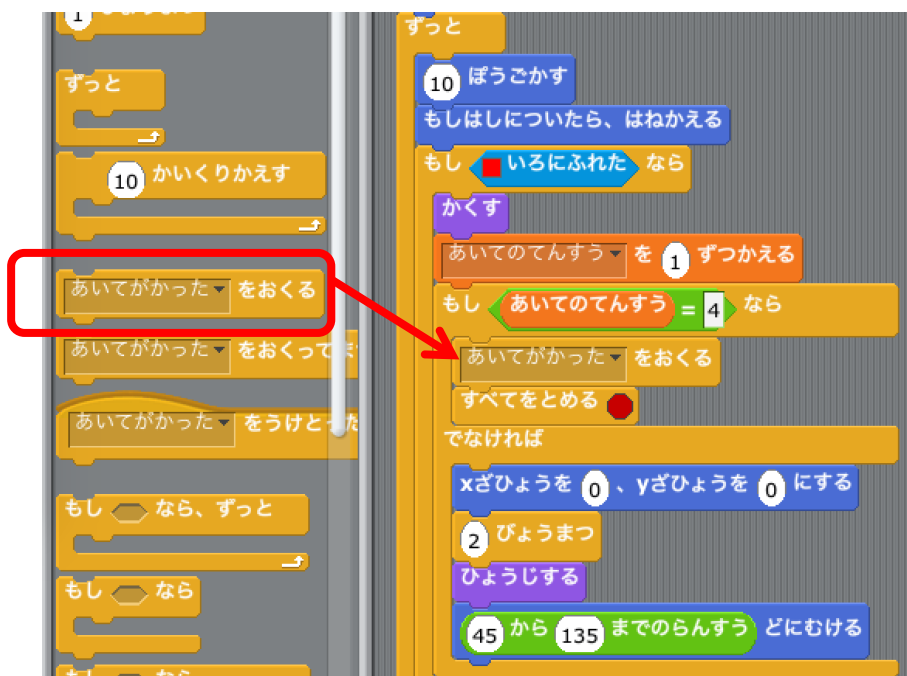 1
ずっと
10 かいくりかえす
あいてがかった をおくる
あいてがかった をおくって
あいてがかった をうけと
もし なら、ずっと
もし なら
ずっと
10 ぽうごかす
もしはしについたら、はねかえる
もし いろにふれた なら
かくす
あいてのてんすう を 1 ずつかえる
もし あいてのてんすう = 4 なら
あいてがかった をおくる
すべてをとめる
でなければ
xざひょうを 0 、yざひょうを 0 にする
2 びょうまつ
ひょうじする
45 から 135 までのらんすう どにむける